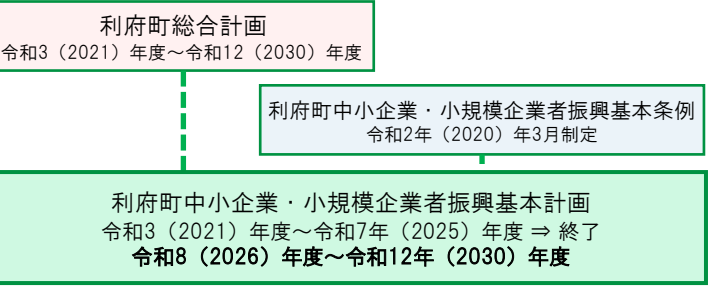 利府町総合計画
令和3（2021）年度～令和12（2030）年度
利府町中小企業・小規模企業者振興基本条例
令和2年（2020）年3月制定
利府町中小企業・小規模企業者振興基本計画
令和3（2021）年度～令和7年（2025）年度 ⇒ 終了
令和8（2026）年度～令和12年（2030）年度